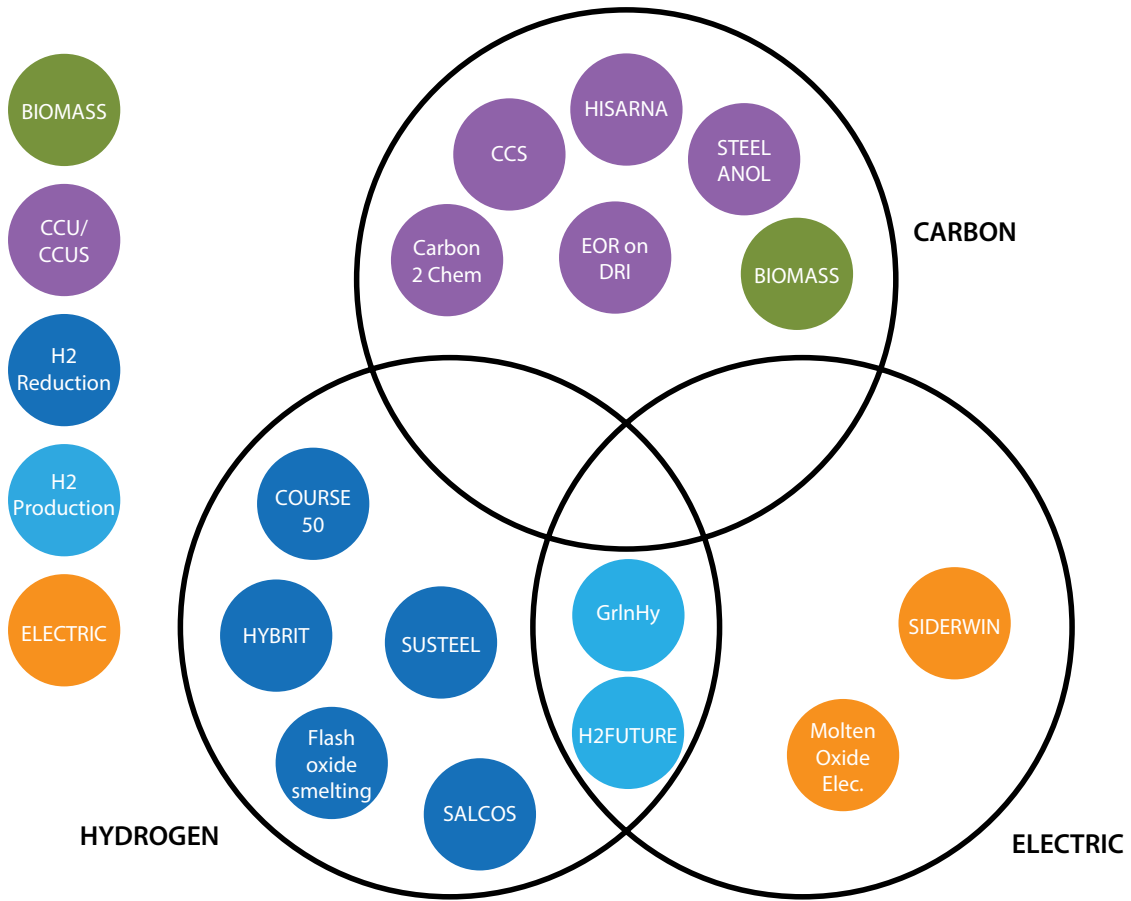 BIOMASS
CCU/
CCUS
H2
Reduction
H2
Production
ELECTRIC
HISARNA
CCS
STEEL
ANOL
Carbon
2 Chem
EOR on
DRI
BIOMASS
CARBON
COURSE
50
HYBRIT
SUSTEEL
Flash
oxide
smelting
SALCOS
HYDROGEN
GrInHy
H2FUTURE
SIDERWIN
Molten
Oxide
Elec.
ELECTRIC